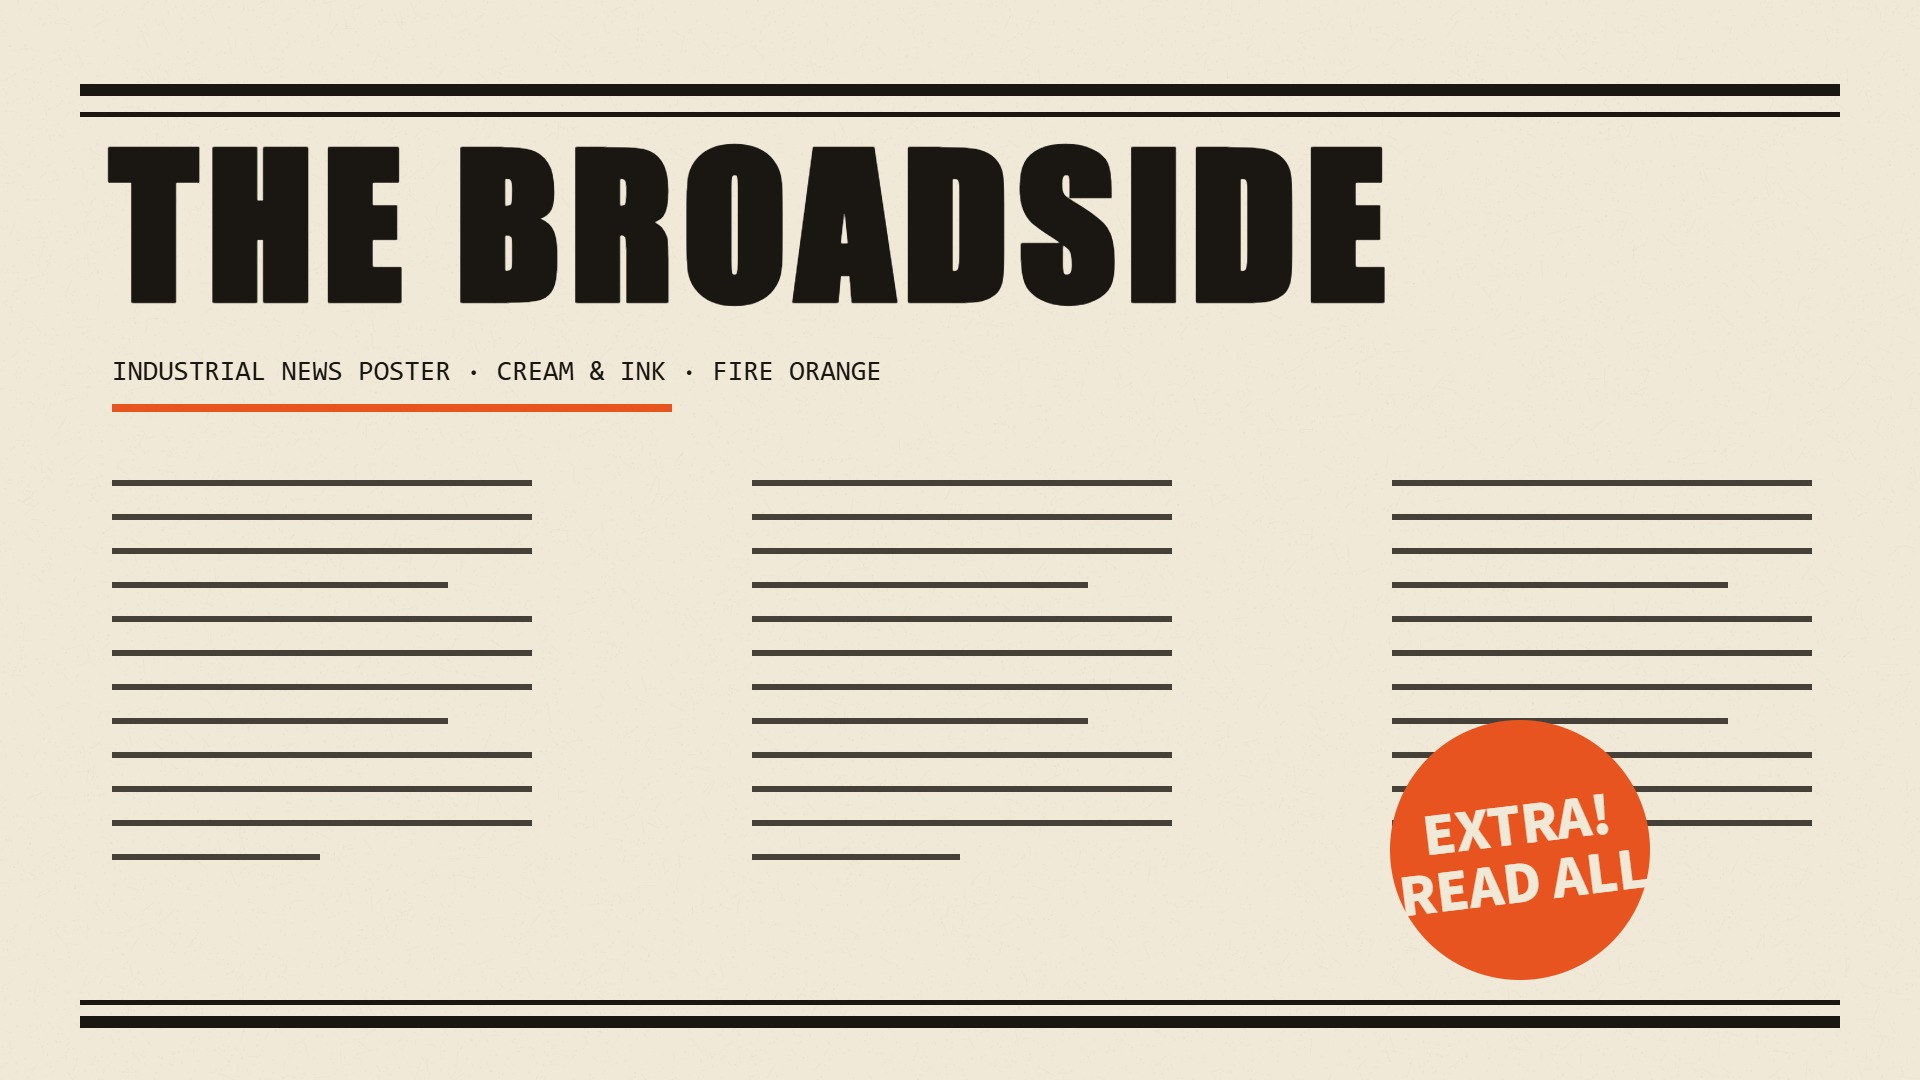 THE BROADSIDE
INDUSTRIAL NEWS POSTER · CREAM & INK · FIRE ORANGE
EXTRA!
READ ALL